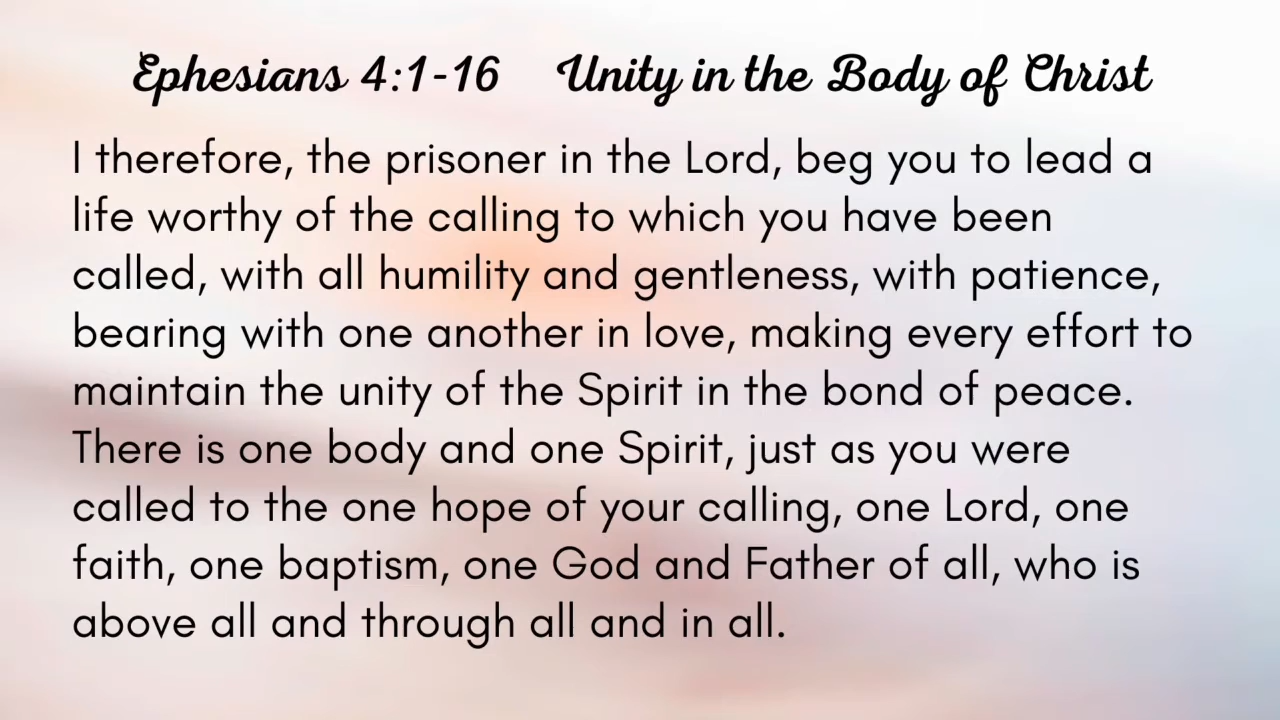 Ephesians 4:1-16 Unity in the Body of Christ
I therefore, the prisoner in the Lord, beg you to lead a
life worthy of the calling to which you have been
called, with all humility and gentleness, with patience,
bearing with one another in love, making every effort to
maintain the unity of the Spirit in the bond of peace.
There is one body and one Spirit, just as you were
called to the one hope of your calling, one Lord, one
faith, one baptism, one God and Father of all, who is
above all and through all and in all.